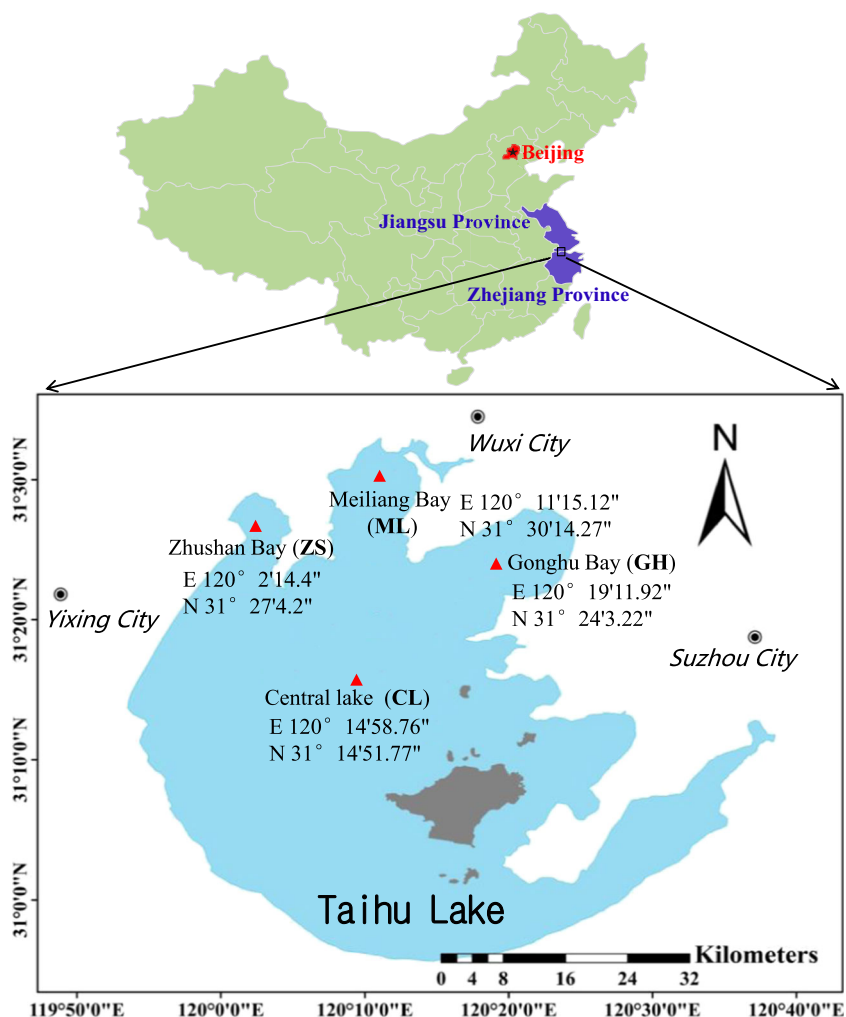 Beijing
Jiangsu Province
Zhejiang Province
Wuxi City
N
31°30'0"N
Meiliang Bay
(ML)
E 120° 11'15.12"
N 31° 30'14.27"
Zhushan Bay (ZS)
E 120° 2'14.4"
N 31° 27'4.2"
Gonghu Bay (GH)
E 120° 19'11.92"
N 31° 24'3.22"
Yixing City
31°20'0"N
Suzhou City
Central lake (CL)
E 120° 14'58.76"
N 31° 14'51.77"
31°10'0"N
31°0'0"N
Taihu Lake
Kilometers
0 4 8 16 24 32
119°50'0"E 120°0'0"E 120°10'0"E 120°20'0"E 120°30'0"E 120°40'0"E